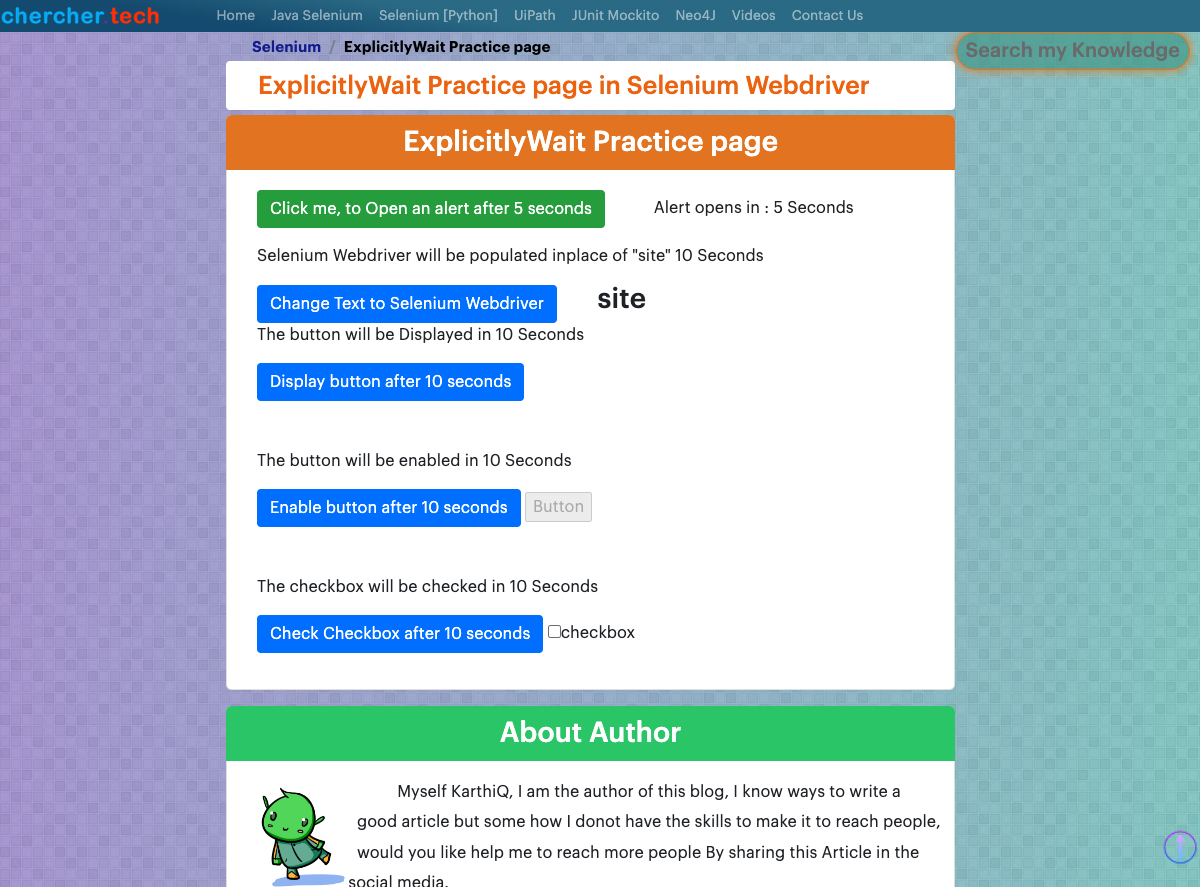 chercher.tech Home Java Selenium Selenium [Python] UiPath JUnit Mockito Neo4J Videos Contact Us
Selenium / ExplicitlyWait Practice page
Search my Knowledge
ExplicitlyWait Practice page in Selenium Webdriver
ExplicitlyWait Practice page
Click me, to Open an alert after 5 seconds Alert opens in : 5 Seconds
Selenium Webdriver will be populated inplace of "site" 10 Seconds
Change Text to Selenium Webdriver site
The button will be Displayed in 10 Seconds
Display button after 10 seconds
The button will be enabled in 10 Seconds
Enable button after 10 seconds Button
The checkbox will be checked in 10 Seconds
Check Checkbox after 10 seconds checkbox
About Author
Myself KarthiQ, I am the author of this blog, I know ways to write a
good article but some how I donot have the skills to make it to reach people,
would you like help me to reach more people By sharing this Article in the
social media.